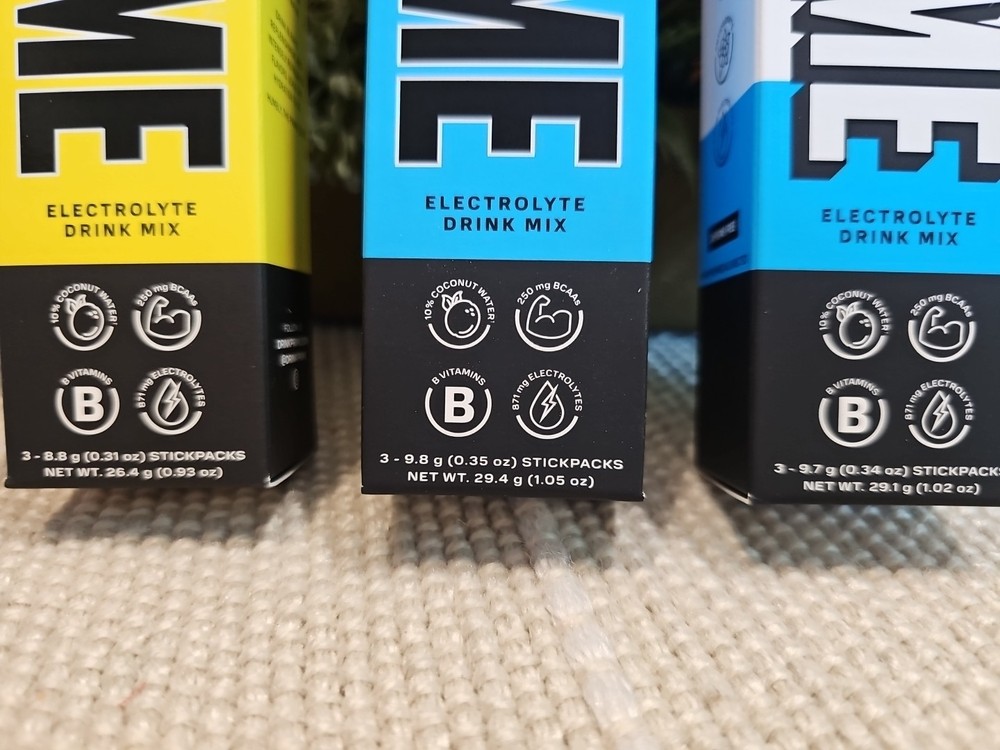 ME
ELECTROLYTE
DRINK MIX
10% COCONUT WATER
250 mg BCAAs
B VITAMINS
B
871 mg ELECTROLYTES
3 - 8.8 g (0.31 oz) STICKPACKS
NET WT. 26.4 g (0.93 oz)
ME
ELECTROLYTE
DRINK MIX
10% COCONUT WATER
250 mg BCAAs
B VITAMINS
B
871 mg ELECTROLYTES
3 - 9.8 g (0.35 oz) STICKPACKS
NET WT. 29.4 g (1.05 oz)
ME
ELECTROLYTE
DRINK MIX
10% COCONUT WATER
250 mg BCAAs
B VITAMINS
B
871 mg ELECTROLYTES
3 - 9.7 g (0.34 oz) STICKPACKS
NET WT. 29.1 g (1.02 oz)